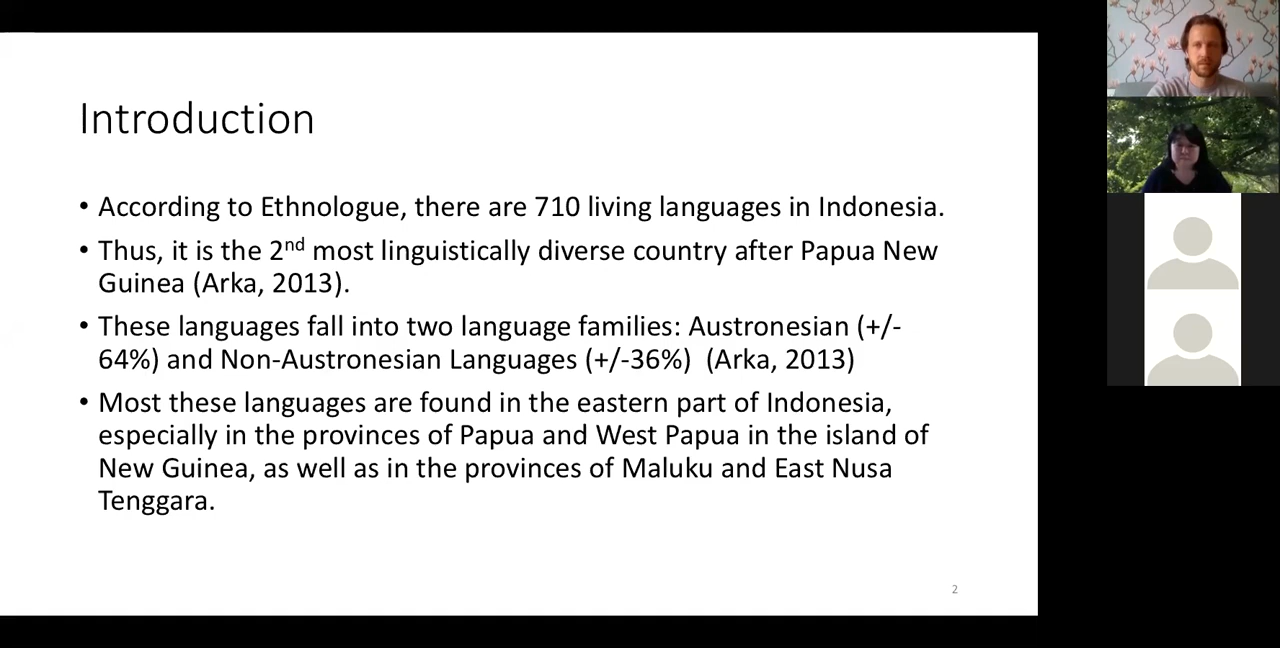 Introduction
• According to Ethnologue, there are 710 living languages in Indonesia.
• Thus, it is the 2nd most linguistically diverse country after Papua New
Guinea (Arka, 2013).
• These languages fall into two language families: Austronesian (+/-
64%) and Non-Austronesian Languages (+/-36%)  (Arka, 2013)
• Most these languages are found in the eastern part of Indonesia,
especially in the provinces of Papua and West Papua in the island of
New Guinea, as well as in the provinces of Maluku and East Nusa
Tenggara.
2